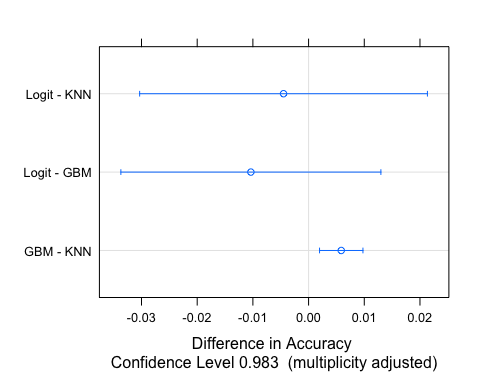 Logit - KNN
Logit - GBM
GBM - KNN
-0.03 -0.02 -0.01 0.00 0.01 0.02
Difference in Accuracy
Confidence Level 0.983 (multiplicity adjusted)